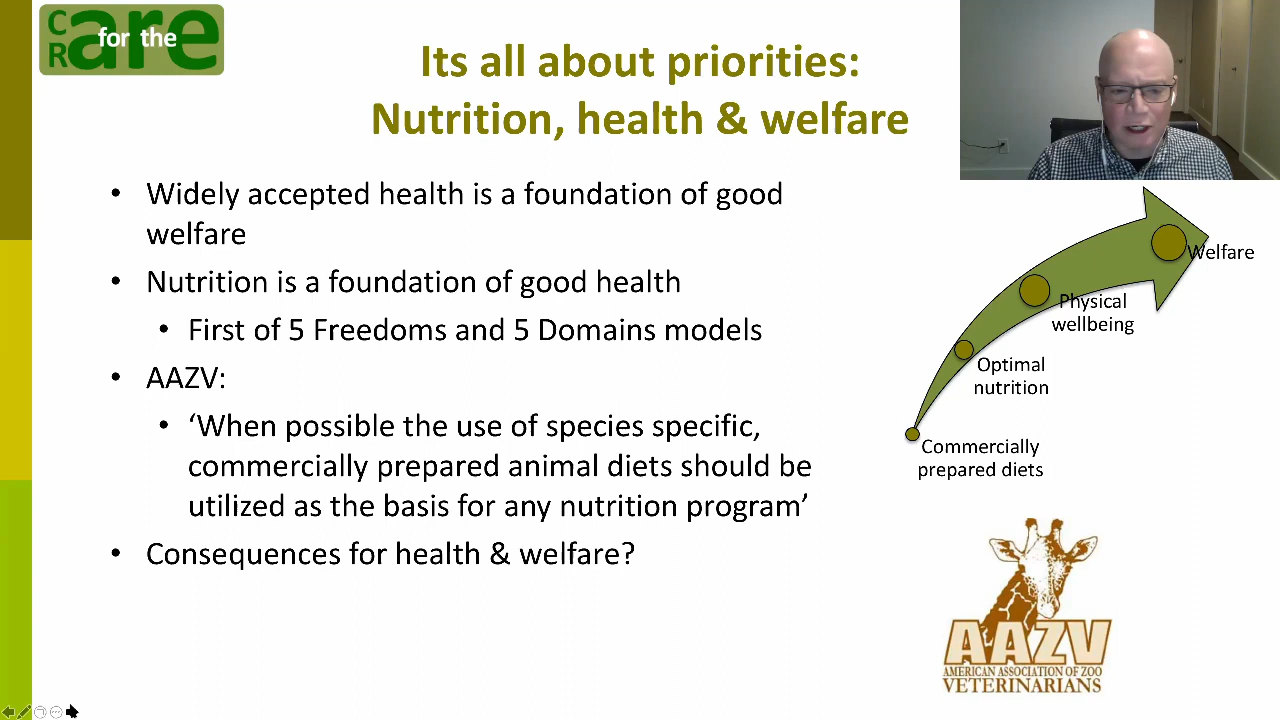 C
R
are
for the
Its all about priorities:
Nutrition, health & welfare
• Widely accepted health is a foundation of good
welfare
• Nutrition is a foundation of good health
• First of 5 Freedoms and 5 Domains models
• AAZV:
• ‘When possible the use of species specific,
commercially prepared animal diets should be
utilized as the basis for any nutrition program’
• Consequences for health & welfare?
Welfare
Physical
wellbeing
Optimal
nutrition
Commercially
prepared diets
AAZV
AMERICAN ASSOCIATION OF ZOO
VETERINARIANS